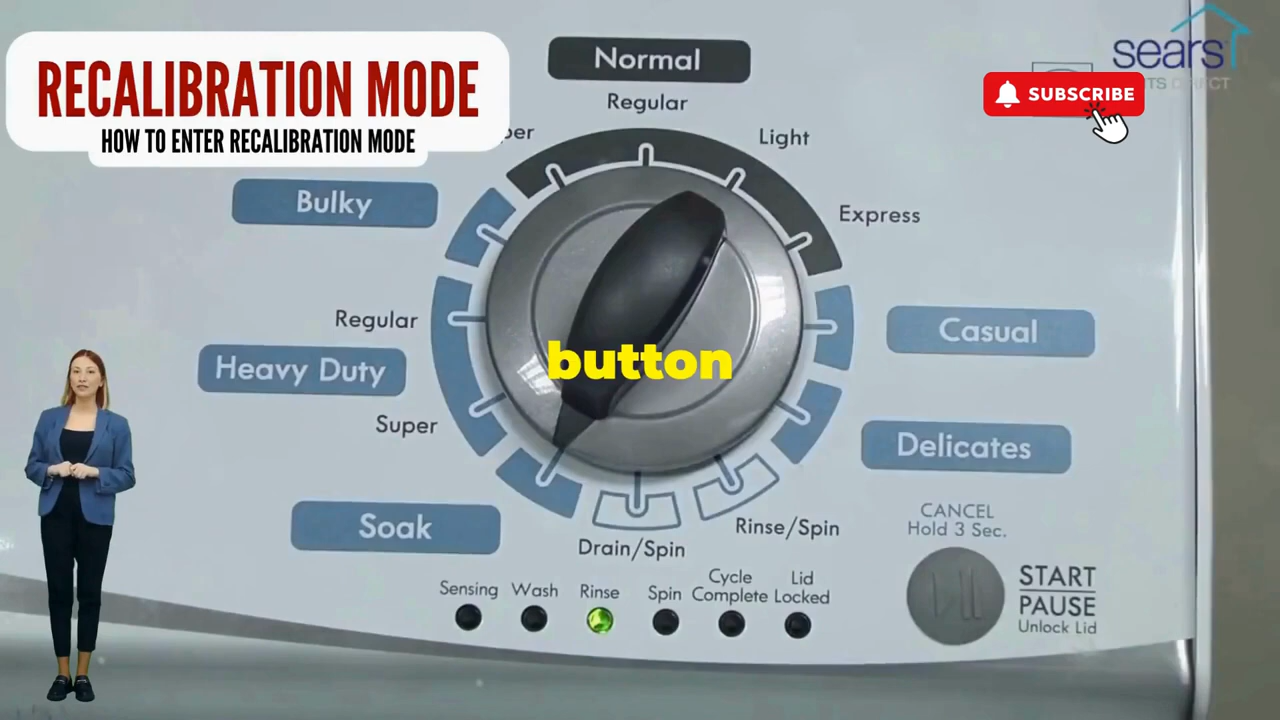 RECALIBRATION MODE
HOW TO ENTER RECALIBRATION MODE
sears
DIRECT
SUBSCRIBE
Normal
Regular
Light
Express
Bulky
Regular
Heavy Duty
Super
Soak
Casual
Delicates
button
Rinse/Spin
Drain/Spin
CANCEL
Hold 3 Sec.
START
PAUSE
Unlock Lid
Sensing
Wash
Rinse
Spin
Cycle
Complete
Lid
Locked